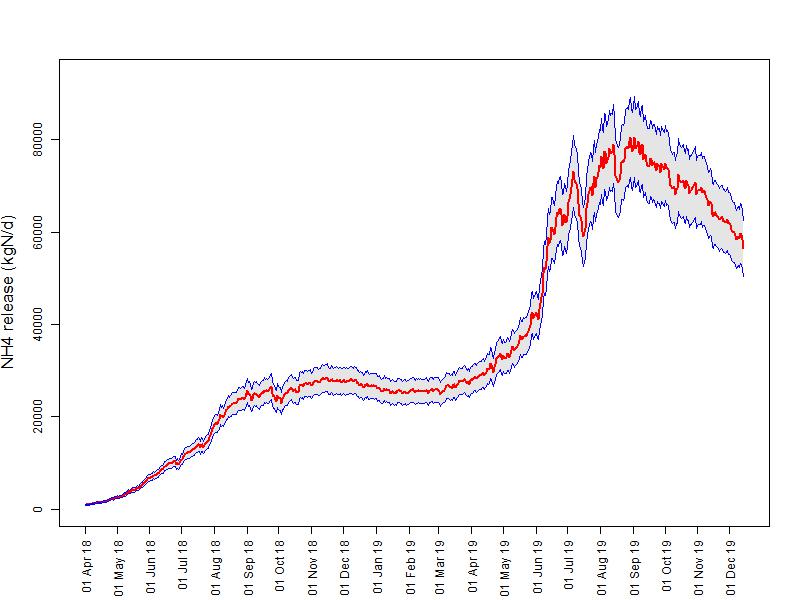 NH4 release (kgN/d)
80000
60000
40000
20000
0
01 Apr 18
01 May 18
01 Jun 18
01 Jul 18
01 Aug 18
01 Sep 18
01 Oct 18
01 Nov 18
01 Dec 18
01 Jan 19
01 Feb 19
01 Mar 19
01 Apr 19
01 May 19
01 Jun 19
01 Jul 19
01 Aug 19
01 Sep 19
01 Oct 19
01 Nov 19
01 Dec 19